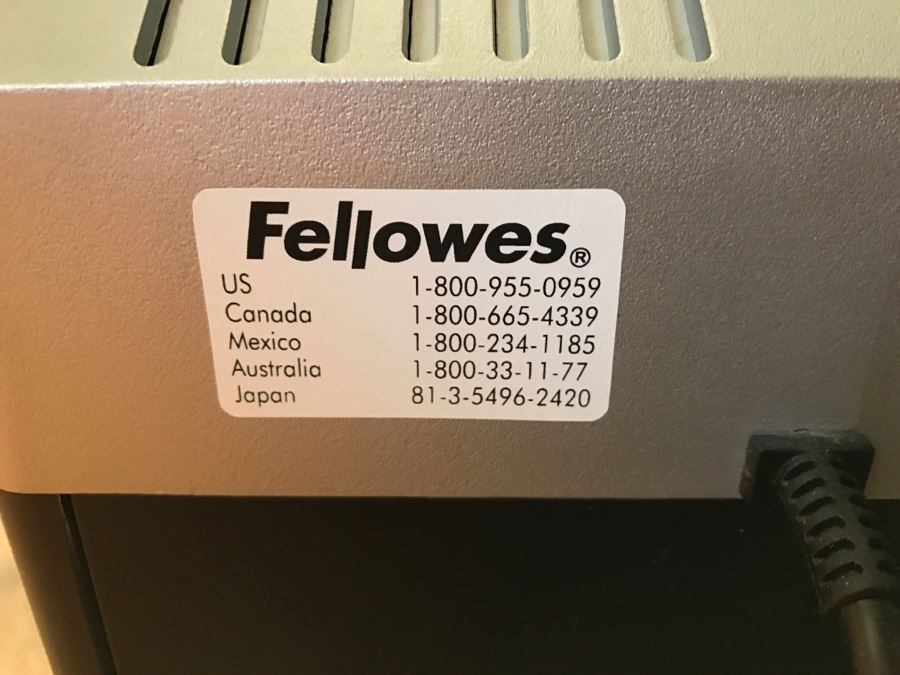 Fellowes®
US 1-800-955-0959
Canada 1-800-665-4339
Mexico 1-800-234-1185
Australia 1-800-33-11-77
Japan 81-3-5496-2420